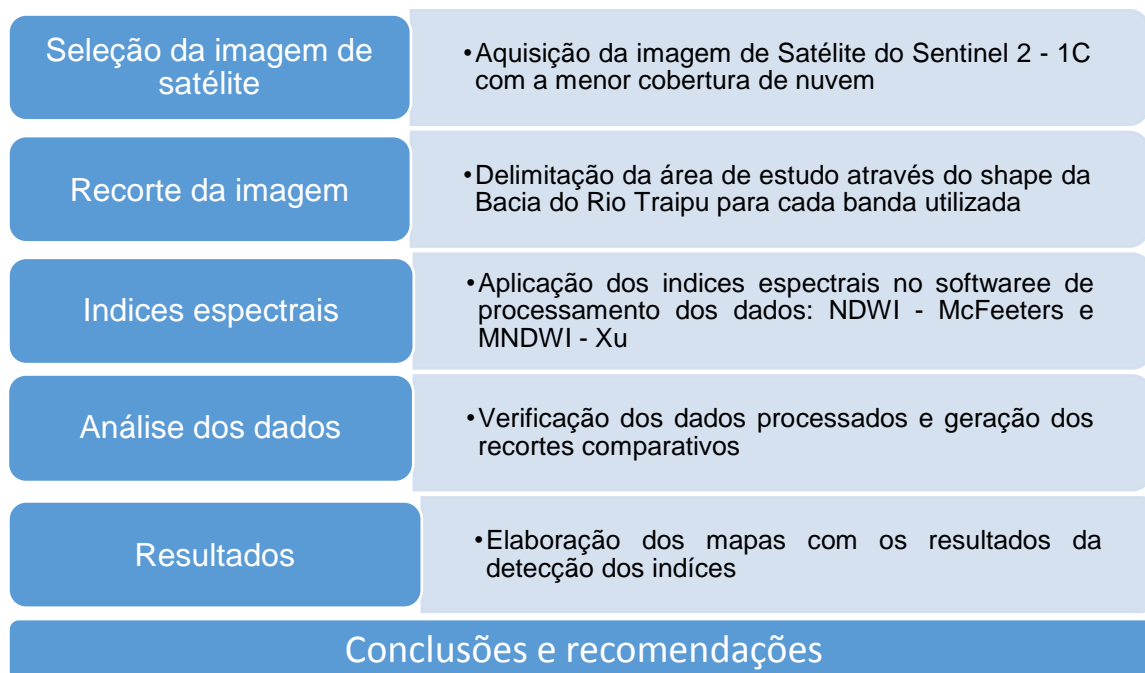 Seleção da imagem de
satélite
•Aquisição da imagem de Satélite do Sentinel 2 - 1C
com a menor cobertura de nuvem
Recorte da imagem
•Delimitação da área de estudo através do shape da
Bacia do Rio Traipu para cada banda utilizada
Indices espectrais
•Aplicação dos indices espectrais no softwaree de
processamento dos dados: NDWI - McFeeters e
MNDWI - Xu
Análise dos dados
•Verificação dos dados processados e geração dos
recortes comparativos
Resultados
•Elaboração dos mapas com os resultados da
detecção dos indíces
Conclusões e recomendações